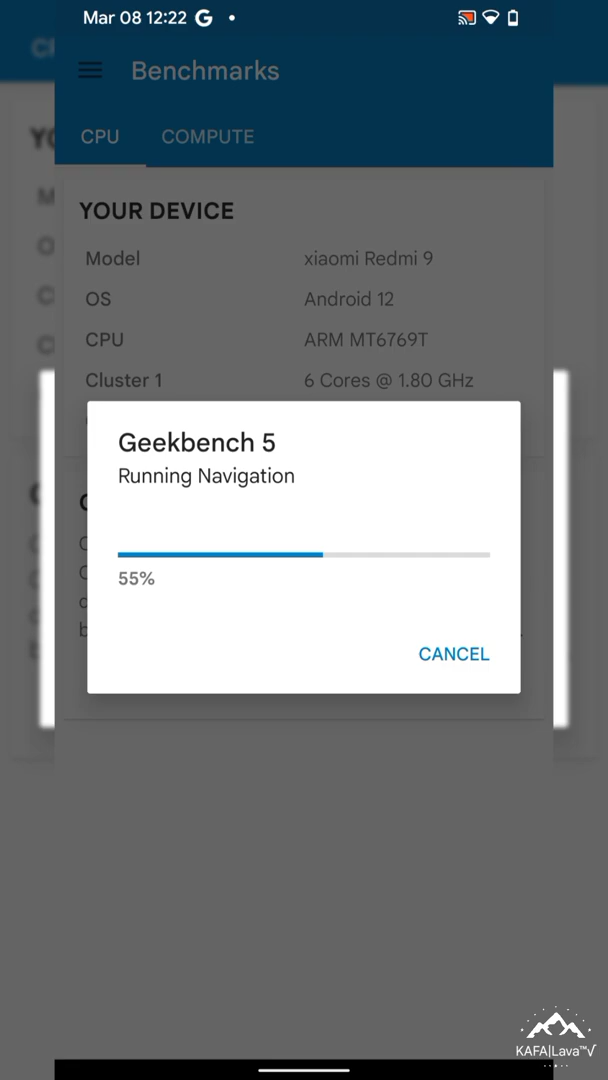 Mar 08 12:22 G
Benchmarks
CPU COMPUTE
YOUR DEVICE
Model xiaomi Redmi 9
OS Android 12
CPU ARM MT6769T
Cluster 1 6 Cores @ 1.80 GHz
Geekbench 5
Running Navigation
55%
CANCEL
KAFA|Lava™√